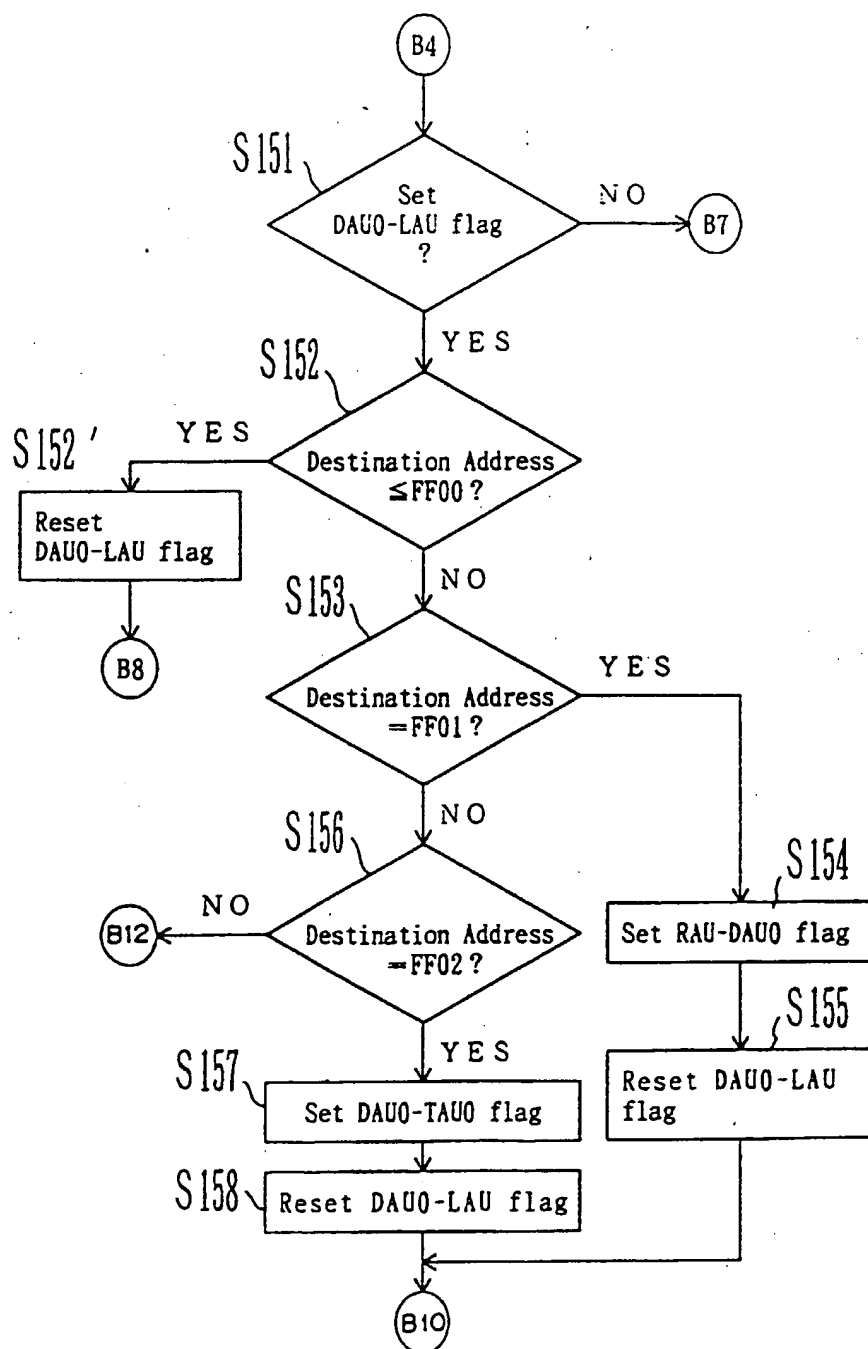 B4
S151
Set
DAU0-LAU flag
?
NO
B7
YES
S152
Destination Address
≦FF00?
YES
S152'
Reset
DAU0-LAU flag
B8
NO
S153
Destination Address
=FF01?
YES
NO
S156
Destination Address
=FF02?
NO
B12
S154
Set RAU-DAU0 flag
S155
Reset DAU0-LAU
flag
YES
S157
Set DAU0-TAU0 flag
S158
Reset DAU0-LAU flag
B10